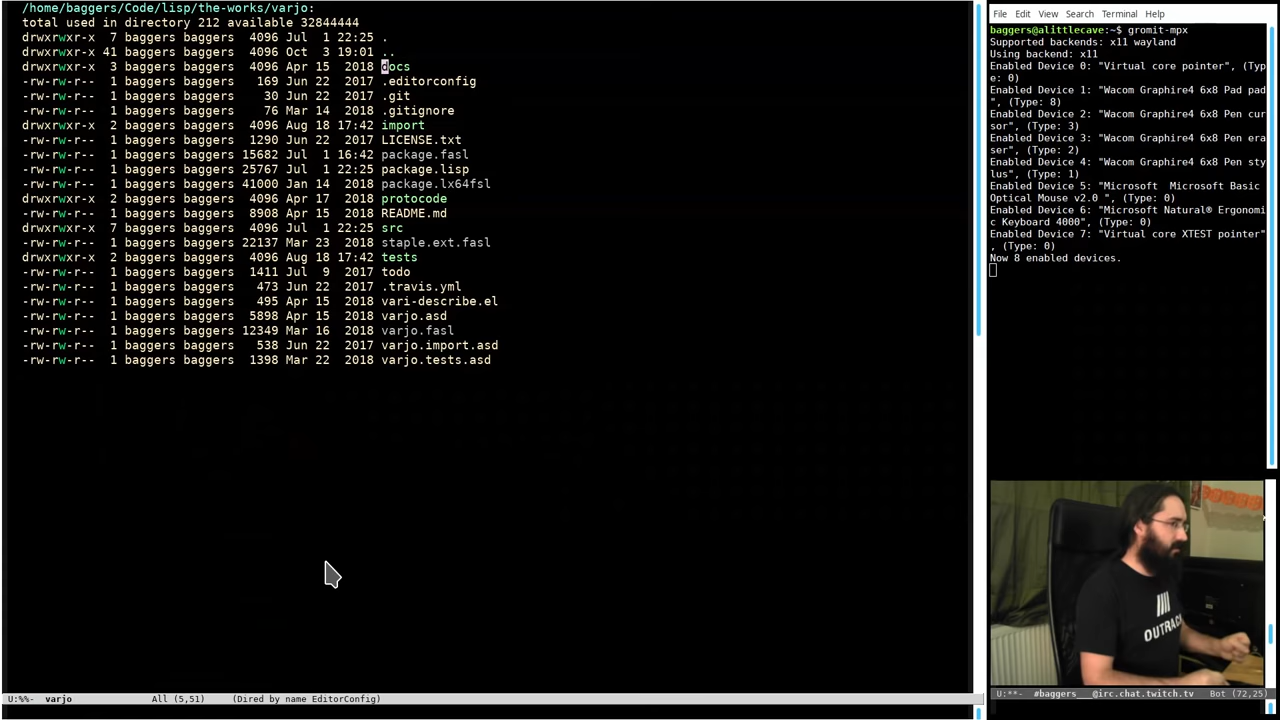 /home/baggers/Code/lisp/the-works/varjo:
total used in directory 212 available 32844444
drwxrwxr-x 7 baggers baggers 4096 Jul 1 22:25 .
drwxrwxr-x 41 baggers baggers 4096 Oct 3 19:01 ..
drwxrwxr-x 3 baggers baggers 4096 Apr 15 2018 docs
-rw-rw-r-- 1 baggers baggers 169 Jun 22 2017 .editorconfig
-rw-rw-r-- 1 baggers baggers 30 Jun 22 2017 .git
-rw-rw-r-- 1 baggers baggers 76 Mar 14 2018 .gitignore
drwxrwxr-x 2 baggers baggers 4096 Aug 18 17:42 import
-rw-rw-r-- 1 baggers baggers 1290 Jun 22 2017 LICENSE.txt
-rw-rw-r-- 1 baggers baggers 15682 Jul 1 16:42 package.fasl
-rw-rw-r-- 1 baggers baggers 25767 Jul 1 22:25 package.lisp
-rw-rw-r-- 1 baggers baggers 41000 Jan 14 2018 package.lx64fsl
drwxrwxr-x 2 baggers baggers 4096 Apr 17 2018 protocode
-rw-rw-r-- 1 baggers baggers 8908 Apr 15 2018 README.md
drwxrwxr-x 7 baggers baggers 4096 Jul 1 22:25 src
-rw-rw-r-- 1 baggers baggers 22137 Mar 23 2018 staple.ext.fasl
drwxrwxr-x 2 baggers baggers 4096 Aug 18 17:42 tests
-rw-rw-r-- 1 baggers baggers 1411 Jul 9 2017 todo
-rw-rw-r-- 1 baggers baggers 473 Jun 22 2017 .travis.yml
-rw-rw-r-- 1 baggers baggers 495 Apr 15 2018 vari-describe.el
-rw-rw-r-- 1 baggers baggers 5898 Apr 15 2018 varjo.asd
-rw-rw-r-- 1 baggers baggers 12349 Mar 16 2018 varjo.fasl
-rw-rw-r-- 1 baggers baggers 538 Jun 22 2017 varjo.import.asd
-rw-rw-r-- 1 baggers baggers 1398 Mar 22 2018 varjo.tests.asd
U:%%- varjo All (5,51) (Dired by name EditorConfig)
File Edit View Search Terminal Help
baggers@alittlecave:~$ gromit-mpx
Supported backends: x11 wayland
Using backend: x11
Enabled Device 0: "Virtual core pointer", (Typ
e: 0)
Enabled Device 1: "Wacom Graphire4 6x8 Pad pad
", (Type: 8)
Enabled Device 2: "Wacom Graphire4 6x8 Pen cur
sor", (Type: 3)
Enabled Device 3: "Wacom Graphire4 6x8 Pen era
ser", (Type: 2)
Enabled Device 4: "Wacom Graphire4 6x8 Pen sty
lus", (Type: 1)
Enabled Device 5: "Microsoft  Microsoft Basic
Optical Mouse v2.0 ", (Type: 0)
Enabled Device 6: "Microsoft Natural® Ergonomi
c Keyboard 4000", (Type: 0)
Enabled Device 7: "Virtual core XTEST pointer"
, (Type: 0)
Now 8 enabled devices.
OUTRACK
U:**- #baggers___@irc.chat.twitch.tv Bot (72,25)